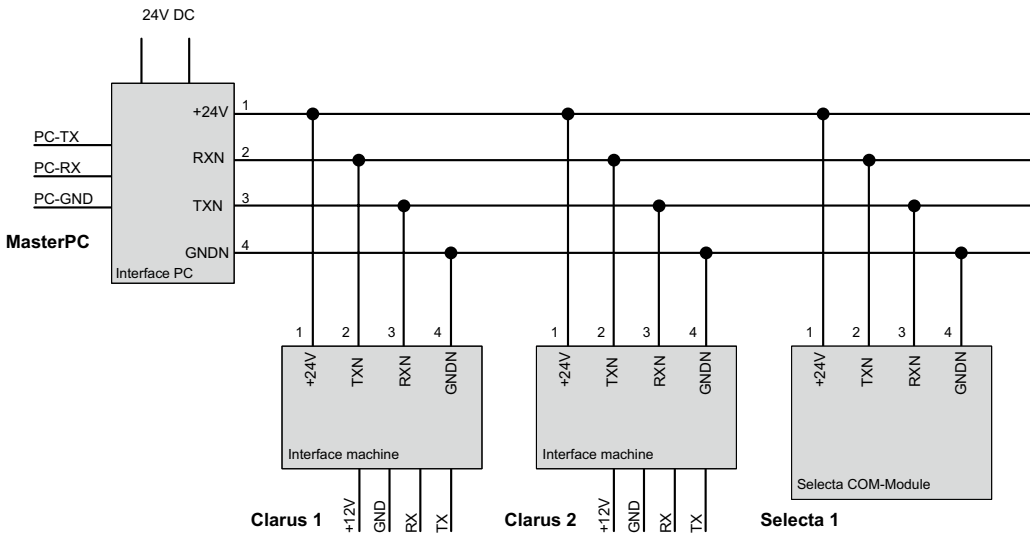 24V DC
+24V
1
PC-TX
RXN
2
PC-RX
PC-GND
TXN
3
MasterPC
GNDN
4
Interface PC
1
2
3
4
1
2
3
4
1
2
3
4
+24V
TXN
RXN
GNDN
+24V
TXN
RXN
GNDN
+24V
TXN
RXN
GNDN
Interface machine
Interface machine
Selecta COM-Module
Clarus 1
+12V
GND
RX
TX
Clarus 2
+12V
GND
RX
TX
Selecta 1